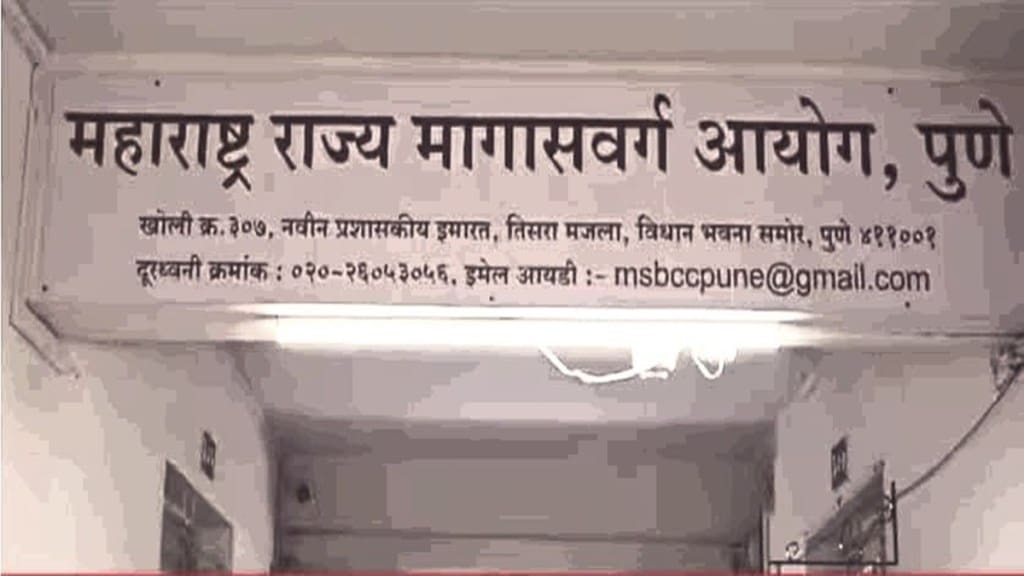 महाराष्ट्र राज्य मागासवर्ग आयोग, पुणे
खोली क्र.३०७, नवीन प्रशासकीय इमारत, तिसरा मजला, विधान भवना समोर, पुणे ४११००१
दूरध्वनी क्रमांक : ०२०-२६०५३०५६, इमेल आयडी :- msbccpune@gmail.com